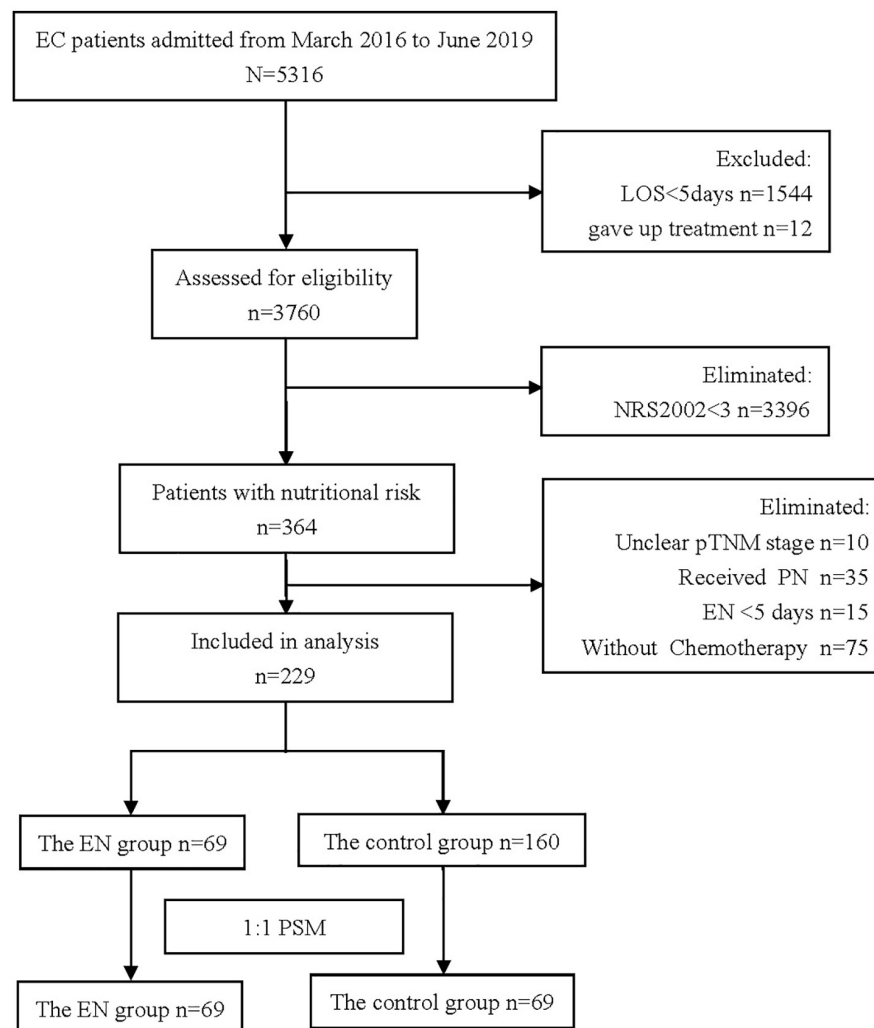 EC patients admitted from March 2016 to June 2019
N=5316
Excluded:
LOS<5days n=1544
gave up treatment n=12
Assessed for eligibility
n=3760
Eliminated:
NRS2002<3 n=3396
Patients with nutritional risk
n=364
Eliminated:
Unclear pTNM stage n=10
Received PN n=35
EN <5 days n=15
Without Chemotherapy n=75
Included in analysis
n=229
The EN group n=69
The control group n=160
1:1 PSM
The EN group n=69
The control group n=69